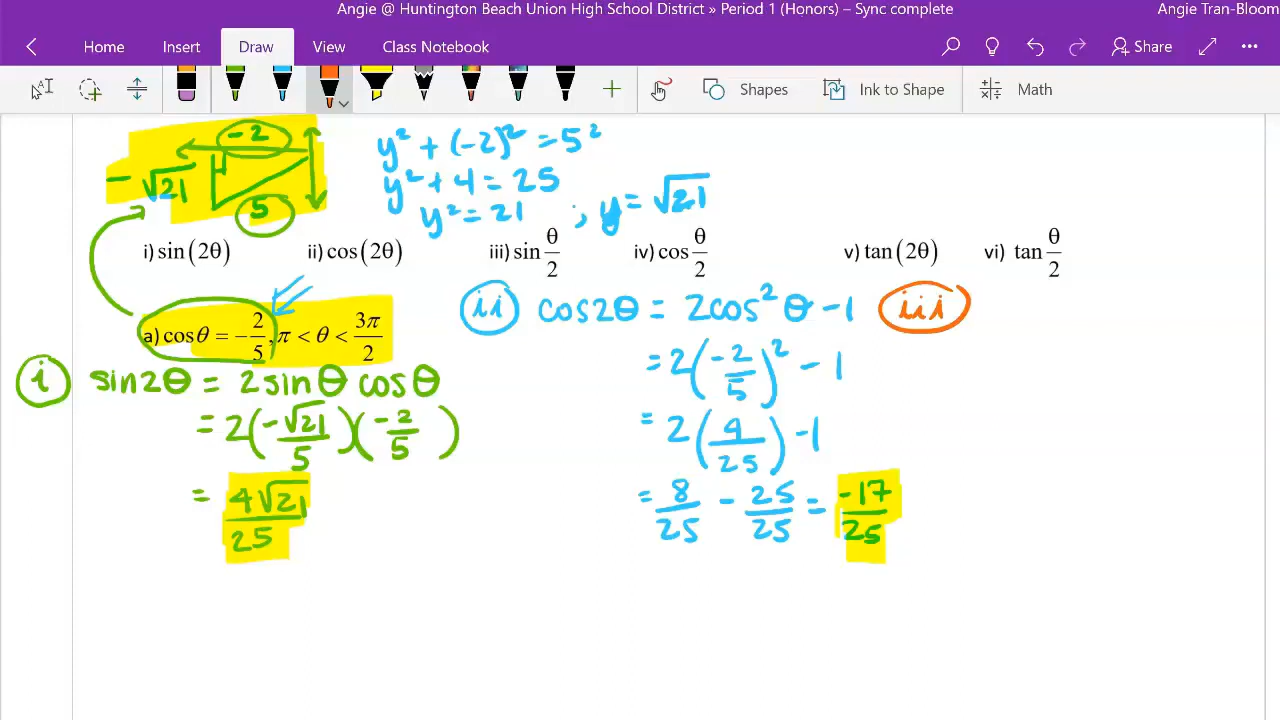 Angie @ Huntington Beach Union High School District » Period 1 (Honors) – Sync complete
Angie Tran-Bloom
Home Insert Draw View Class Notebook Share
Shapes Ink to Share Math
-2
- √21
5
y² + (-2)² = 5²
y² + 4 = 25
y² = 21 ; y = √21
i) sin(2θ) ii) cos(2θ) iii) sin θ/2 iv) cos θ/2 v) tan(2θ) vi) tan θ/2
a) cosθ = -2/5, π < θ < 3π/2
i sin2θ = 2sinθ cosθ
= 2(-√21/5)(-2/5)
= 4√21/25
ii cos2θ = 2cos²θ - 1
= 2(-2/5)² - 1
= 2(4/25) - 1
= 8/25 - 25/25 = -17/25
iii